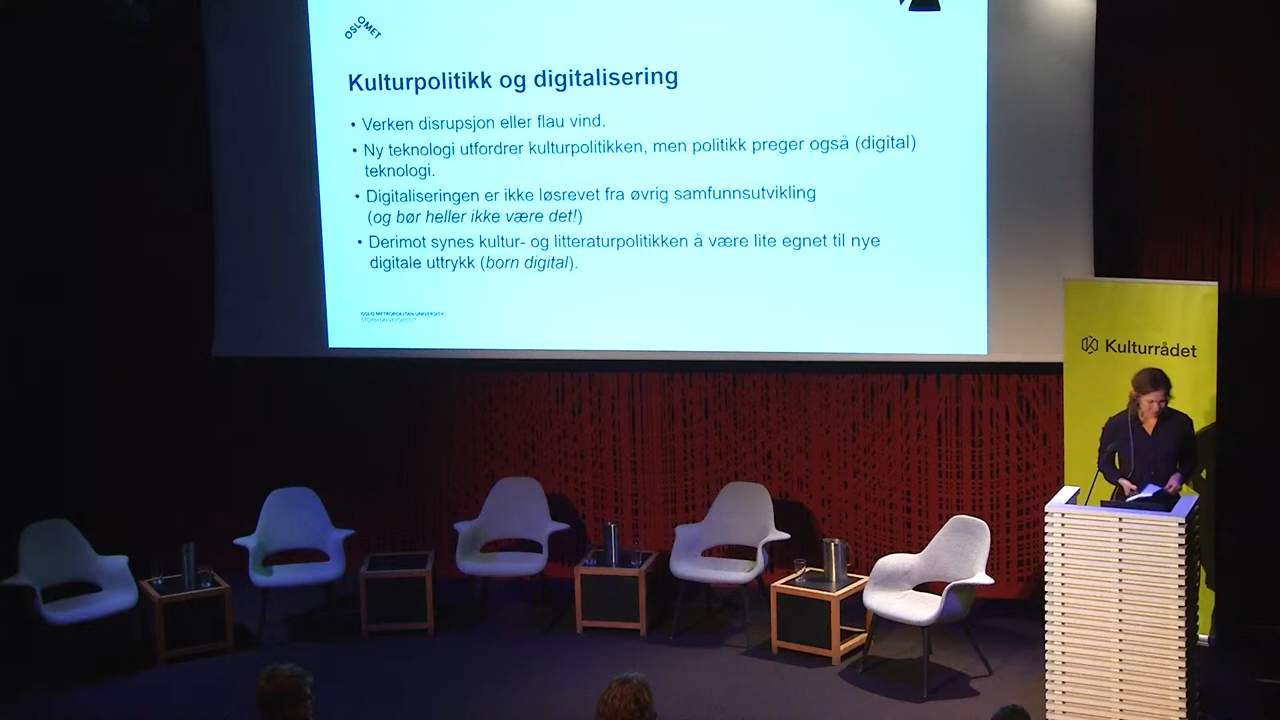 OSLOMET
Kulturpolitikk og digitalisering
• Verken disrupsjon eller flau vind.
• Ny teknologi utfordrer kulturpolitikken, men politikk preger også (digital)
teknologi.
• Digitaliseringen er ikke løsrevet fra øvrig samfunnsutvikling
(og bør heller ikke være det!)
• Derimot synes kultur- og litteraturpolitikken å være lite egnet til nye
digitale uttrykk (born digital).
OSLO METROPOLITAN UNIVERSITY
STORBYUNIVERSITETET
Kulturrådet